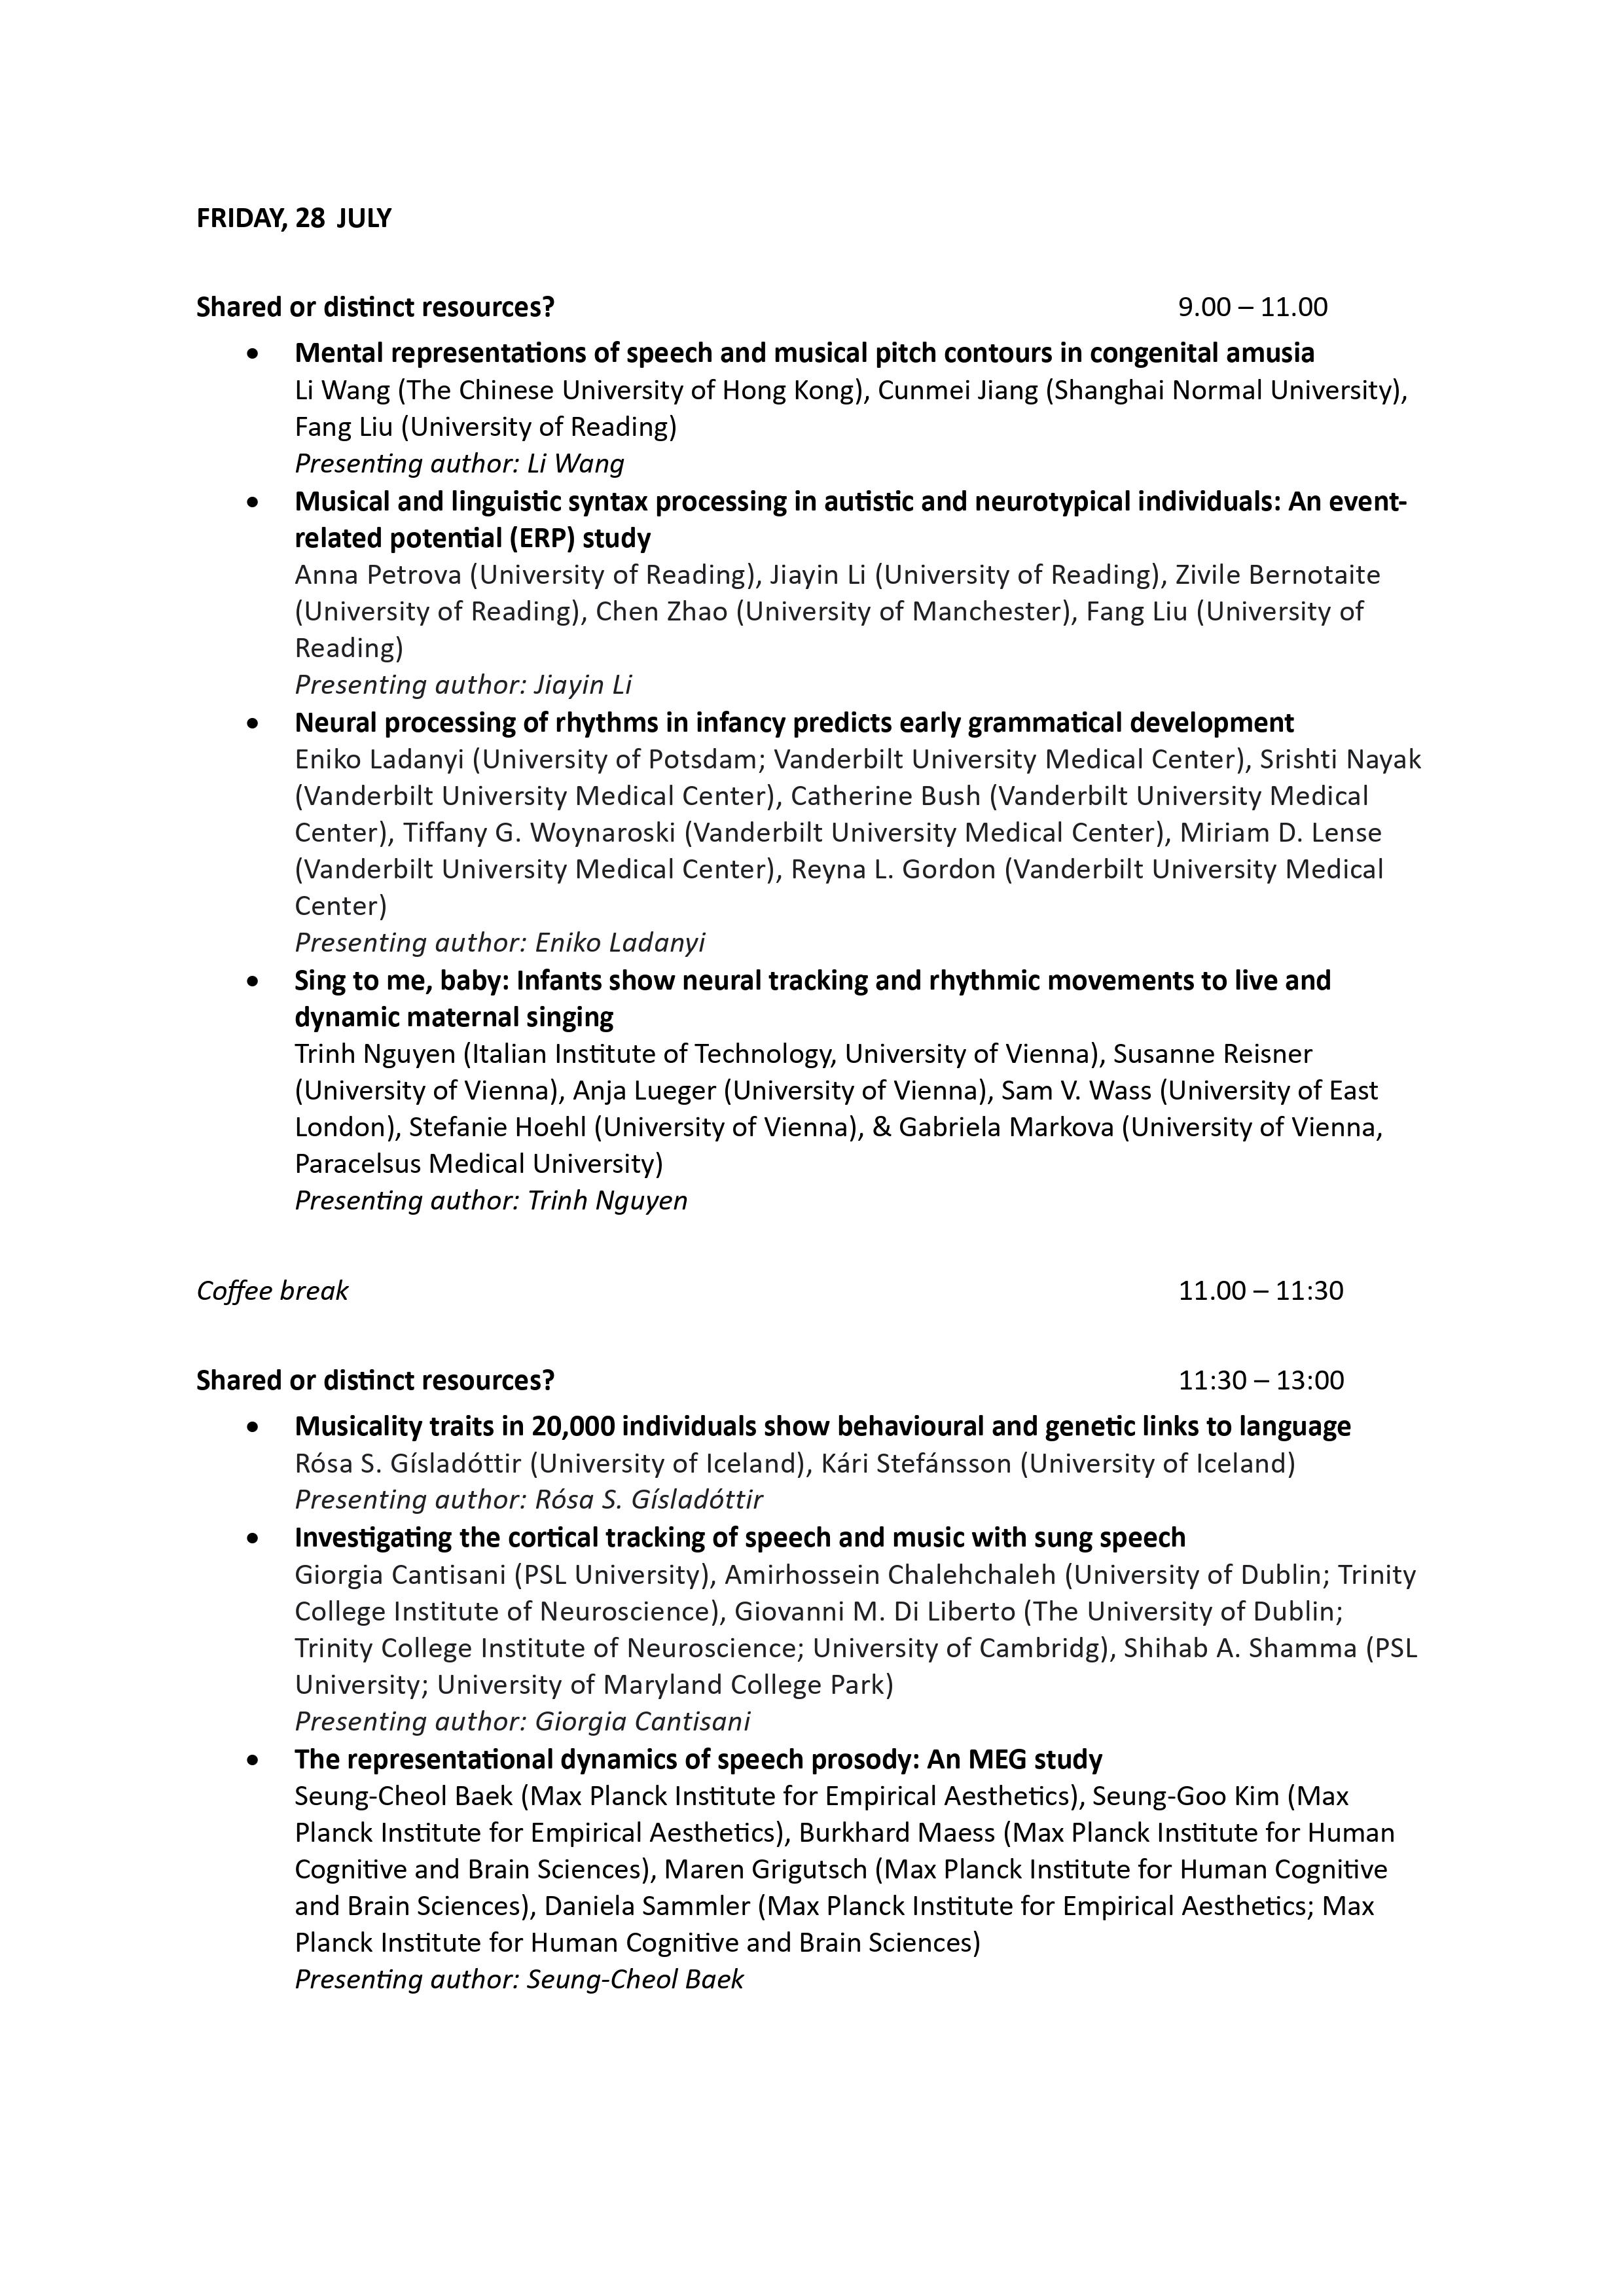 FRIDAY, 28 JULY
Shared or distinct resources? 9.00 – 11.00
• Mental representations of speech and musical pitch contours in congenital amusia
Li Wang (The Chinese University of Hong Kong), Cunmei Jiang (Shanghai Normal University),
Fang Liu (University of Reading)
Presenting author: Li Wang
• Musical and linguistic syntax processing in autistic and neurotypical individuals: An event-
related potential (ERP) study
Anna Petrova (University of Reading), Jiayin Li (University of Reading), Zivile Bernotaite
(University of Reading), Chen Zhao (University of Manchester), Fang Liu (University of
Reading)
Presenting author: Jiayin Li
• Neural processing of rhythms in infancy predicts early grammatical development
Eniko Ladanyi (University of Potsdam; Vanderbilt University Medical Center), Srishti Nayak
(Vanderbilt University Medical Center), Catherine Bush (Vanderbilt University Medical
Center), Tiffany G. Woynaroski (Vanderbilt University Medical Center), Miriam D. Lense
(Vanderbilt University Medical Center), Reyna L. Gordon (Vanderbilt University Medical
Center)
Presenting author: Eniko Ladanyi
• Sing to me, baby: Infants show neural tracking and rhythmic movements to live and
dynamic maternal singing
Trinh Nguyen (Italian Institute of Technology, University of Vienna), Susanne Reisner
(University of Vienna), Anja Lueger (University of Vienna), Sam V. Wass (University of East
London), Stefanie Hoehl (University of Vienna), & Gabriela Markova (University of Vienna,
Paracelsus Medical University)
Presenting author: Trinh Nguyen
Coffee break 11.00 – 11:30
Shared or distinct resources? 11:30 – 13:00
• Musicality traits in 20,000 individuals show behavioural and genetic links to language
Rósa S. Gísladóttir (University of Iceland), Kári Stefánsson (University of Iceland)
Presenting author: Rósa S. Gísladóttir
• Investigating the cortical tracking of speech and music with sung speech
Giorgia Cantisani (PSL University), Amirhossein Chalehchaleh (University of Dublin; Trinity
College Institute of Neuroscience), Giovanni M. Di Liberto (The University of Dublin;
Trinity College Institute of Neuroscience; University of Cambridg), Shihab A. Shamma (PSL
University; University of Maryland College Park)
Presenting author: Giorgia Cantisani
• The representational dynamics of speech prosody: An MEG study
Seung-Cheol Baek (Max Planck Institute for Empirical Aesthetics), Seung-Goo Kim (Max
Planck Institute for Empirical Aesthetics), Burkhard Maess (Max Planck Institute for Human
Cognitive and Brain Sciences), Maren Grigutsch (Max Planck Institute for Human Cognitive
and Brain Sciences), Daniela Sammler (Max Planck Institute for Empirical Aesthetics; Max
Planck Institute for Human Cognitive and Brain Sciences)
Presenting author: Seung-Cheol Baek